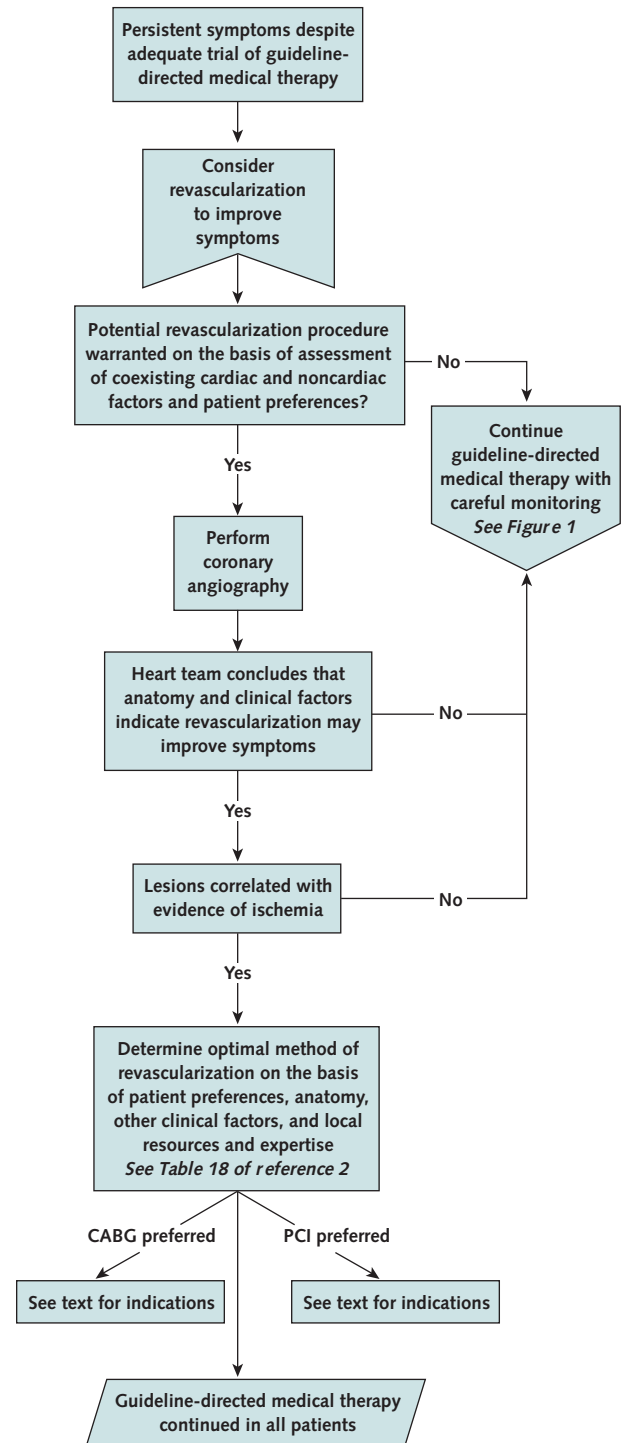 Persistent symptoms despite
adequate trial of guideline-
directed medical therapy
Consider
revascularization
to improve
symptoms
Potential revascularization procedure
warranted on the basis of assessment
of coexisting cardiac and noncardiac
factors and patient preferences?
No
Continue
guideline-directed
medical therapy with
careful monitoring
See Figure 1
Yes
Perform
coronary
angiography
Heart team concludes that
anatomy and clinical factors
indicate revascularization may
improve symptoms
No
Yes
Lesions correlated with
evidence of ischemia
No
Yes
Determine optimal method of
revascularization on the basis
of patient preferences, anatomy,
other clinical factors, and local
resources and expertise
See Table 18 of reference 2
CABG preferred
PCI preferred
See text for indications
See text for indications
Guideline-directed medical therapy
continued in all patients